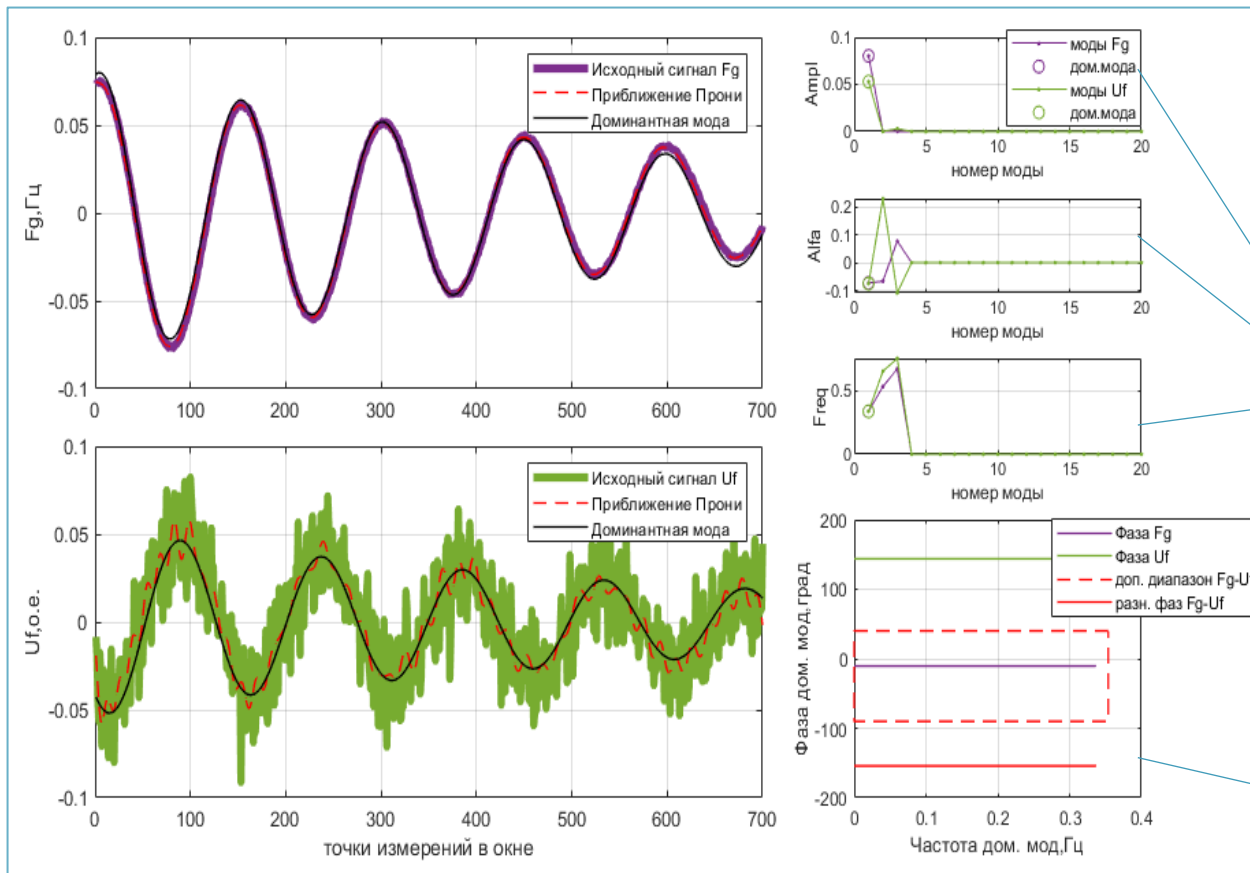 0.1
0.05
0
-0.05
-0.1
Fg,Гц
Исходный сигнал Fg
Приближение Прони
Доминантная мода
0 100 200 300 400 500 600 700
0.1
0.05
0
-0.05
-0.1
Uf,о.е.
Исходный сигнал Uf
Приближение Прони
Доминантная мода
0 100 200 300 400 500 600 700
точки измерений в окне
0.1
0.05
0
Ampl
моды Fg
дом.мода
моды Uf
дом.мода
0 5 10 15 20
номер моды
0.2
0.1
0
-0.1
Alfa
0 5 10 15 20
номер моды
0.5
0
Freq
0 5 10 15 20
номер моды
200
100
0
-100
-200
Фаза дом. мод,град
Фаза Fg
Фаза Uf
доп. диапазон Fg-Uf
разн. фаз Fg-Uf
0 0.1 0.2 0.3 0.4
Частота дом. мод,Гц